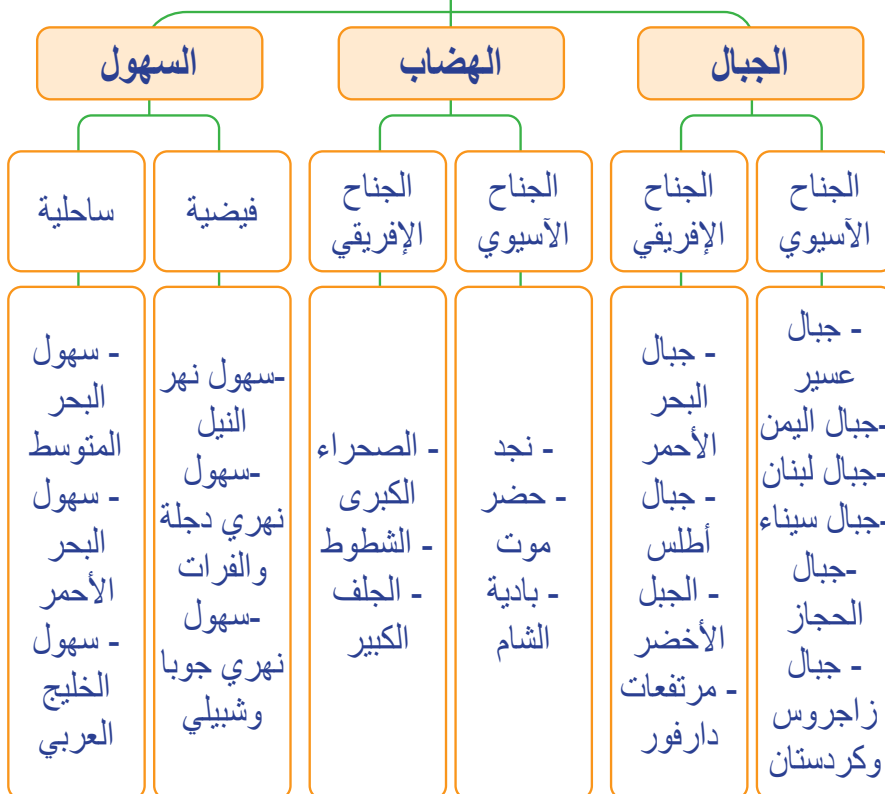 الجبال
الهضاب
السهول
الجناح
الآسيوي
الجناح
الإفريقي
الجناح
الآسيوي
الجناح
الإفريقي
فيضية
ساحلية
- جبال
عسير
-جبال اليمن
-جبال لبنان
-جبال سيناء
-جبال
الحجاز
- جبال
زاجروس
وكردستان
- جبال
البحر
الأحمر
- جبال
أطلس
- الجبل
الأخضر
- مرتفعات
دارفور
- نجد
- حضر
موت
- بادية
الشام
- الصحراء
الكبرى
- الشطوط
- الجلف
الكبير
-سهول نهر
النيل
-سهول
نهري دجلة
والفرات
-سهول
نهري جوبا
وشبيلي
- سهول
البحر
المتوسط
- سهول
البحر
الأحمر
- سهول
الخليج
العربي